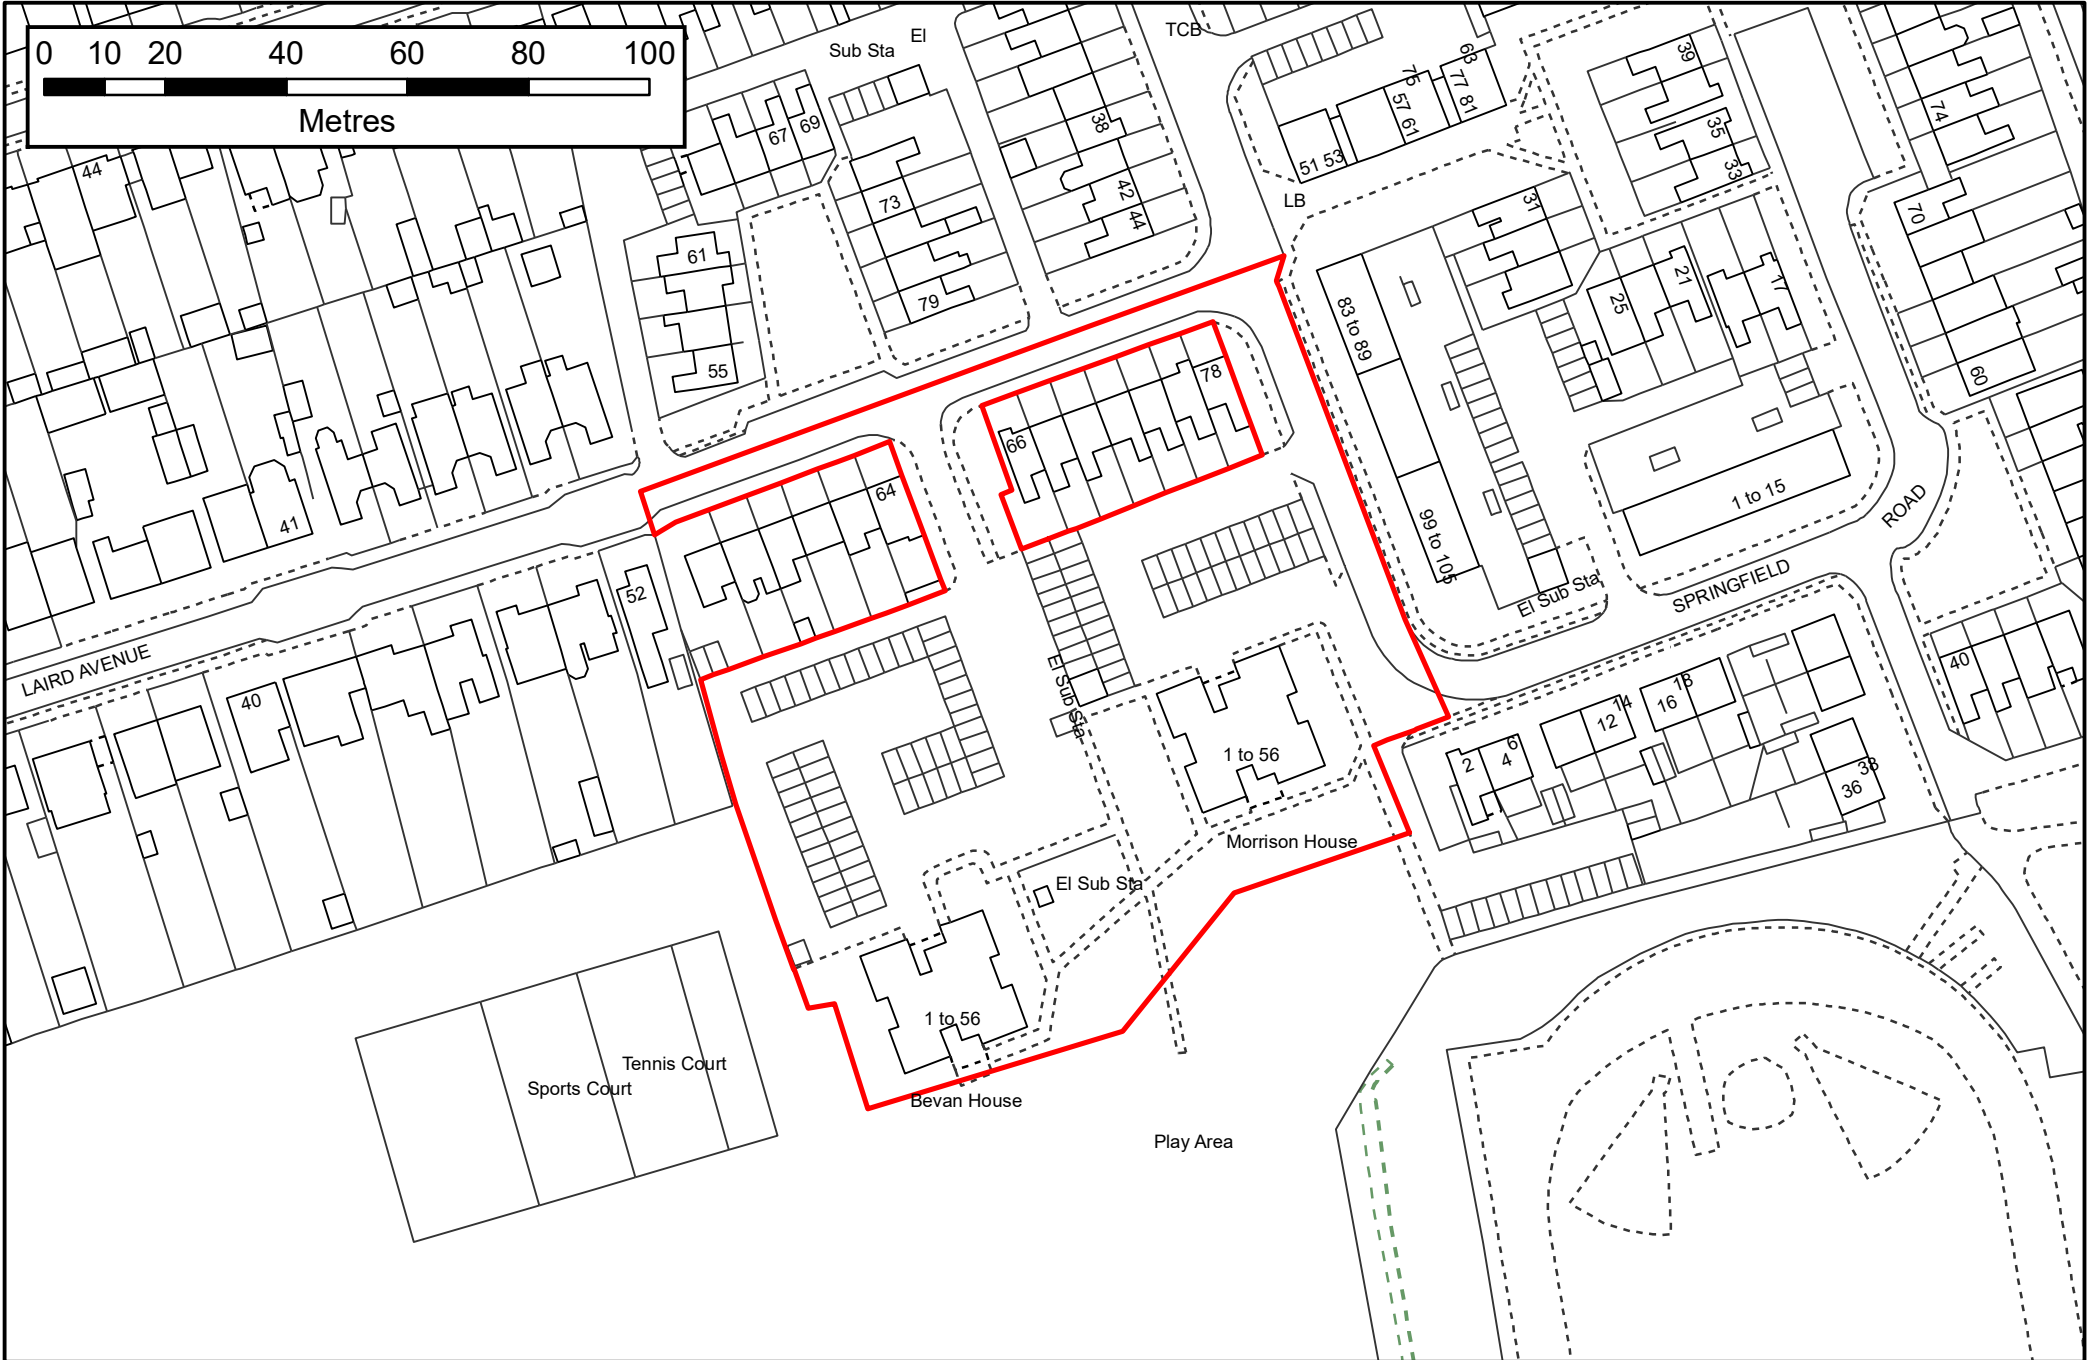 0 10 20 40 60 80 100
Metres
El
Sub Sta
TCB
44
67
69
38
42
44
51 53
57 61
75
77 81
63
39
35
33
74
70
60
LB
31
73
79
61
55
83 to 89
25
21
17
78
66
64
41
52
99 to 105
1 to 15
ROAD
El Sub Sta
SPRINGFIELD
LAIRD AVENUE
40
El Sub Sta
1 to 56
Morrison House
2
4
6
12
14
16
18
36
38
40
El Sub Sta
1 to 56
Bevan House
Tennis Court
Sports Court
Play Area